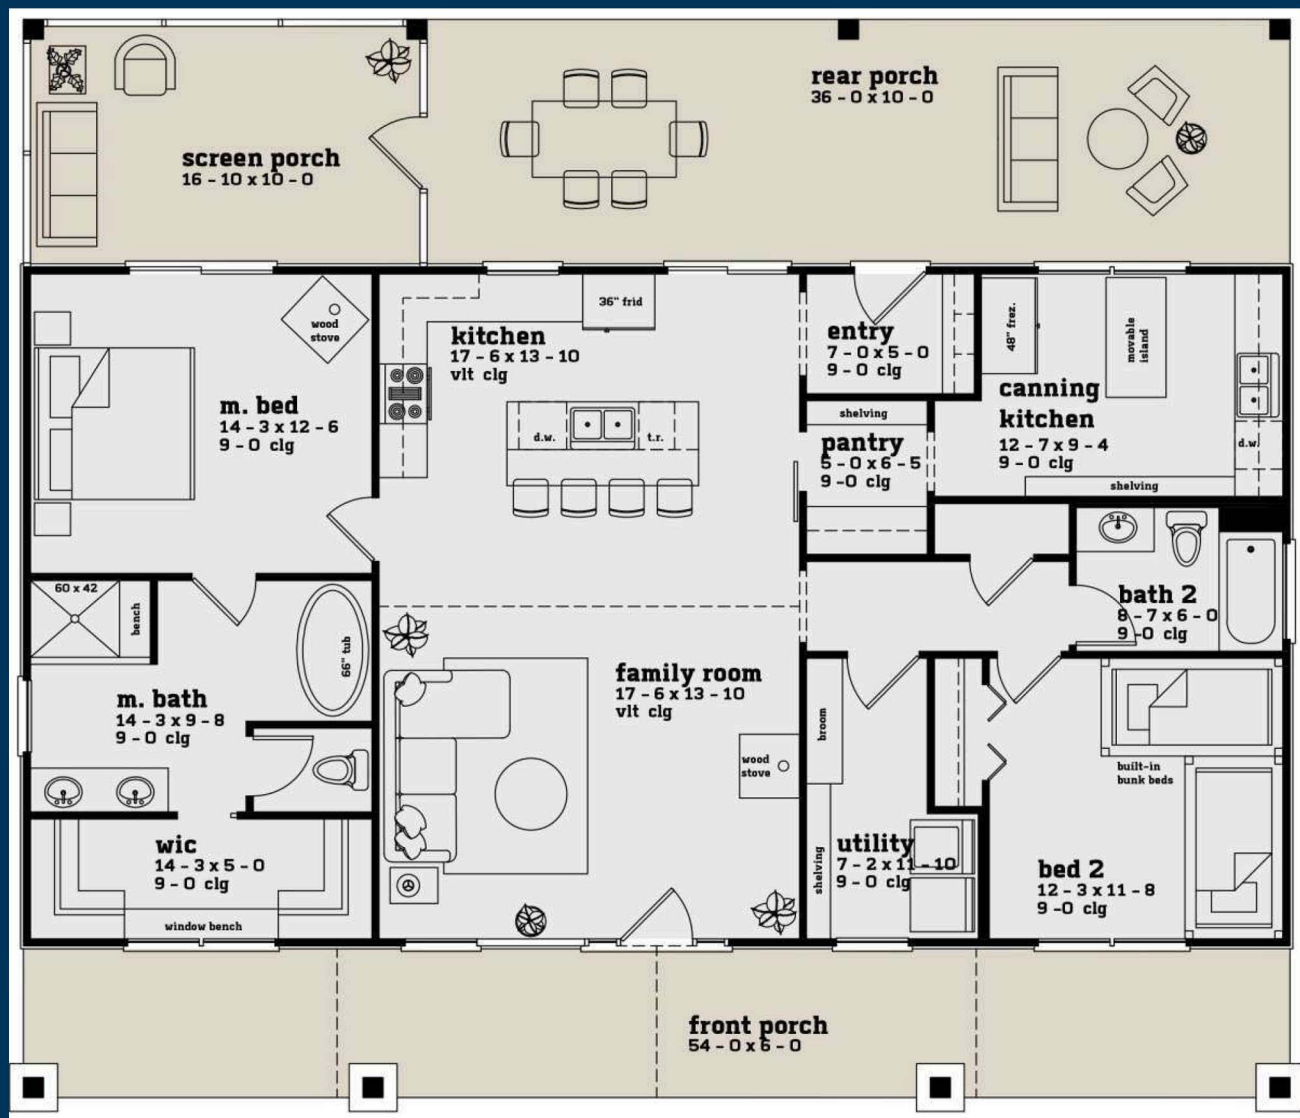 rear porch
36 - 0 x 10 - 0
screen porch
16 - 10 x 10 - 0
wood
stove
36" frid
kitchen
17 - 6 x 13 - 10
vlt clg
entry
7 - 0 x 5 - 0
9 - 0 clg
48" frez.
movable
island
canning
kitchen
12 - 7 x 9 - 4
9 - 0 clg
d.w.
shelving
m. bed
14 - 3 x 12 - 6
9 - 0 clg
d.w.
t.r.
shelving
pantry
5 - 0 x 6 - 5
9 -0 clg
60 x 42
bench
66" tub
bath 2
8 - 7 x 6 - 0
9 -0 clg
m. bath
14 - 3 x 9 - 8
9 - 0 clg
family room
17 - 6 x 13 - 10
vlt clg
wood
stove
broom
built-in
bunk beds
wic
14 - 3 x 5 - 0
9 - 0 clg
window bench
shelving
utility
7 - 2 x 11 - 10
9 - 0 clg
bed 2
12 - 3 x 11 - 8
9 -0 clg
front porch
54 - 0 x 6 - 0